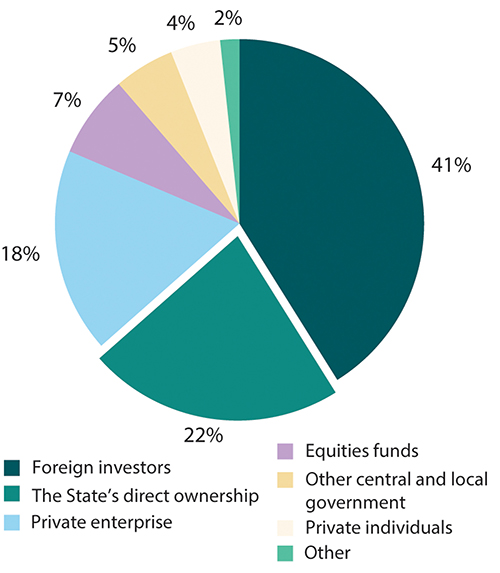 2%
4%
5%
7%
41%
18%
22%
Foreign investors
The State's direct ownership
Private enterprise
Equities funds
Other central and local
government
Private individuals
Other